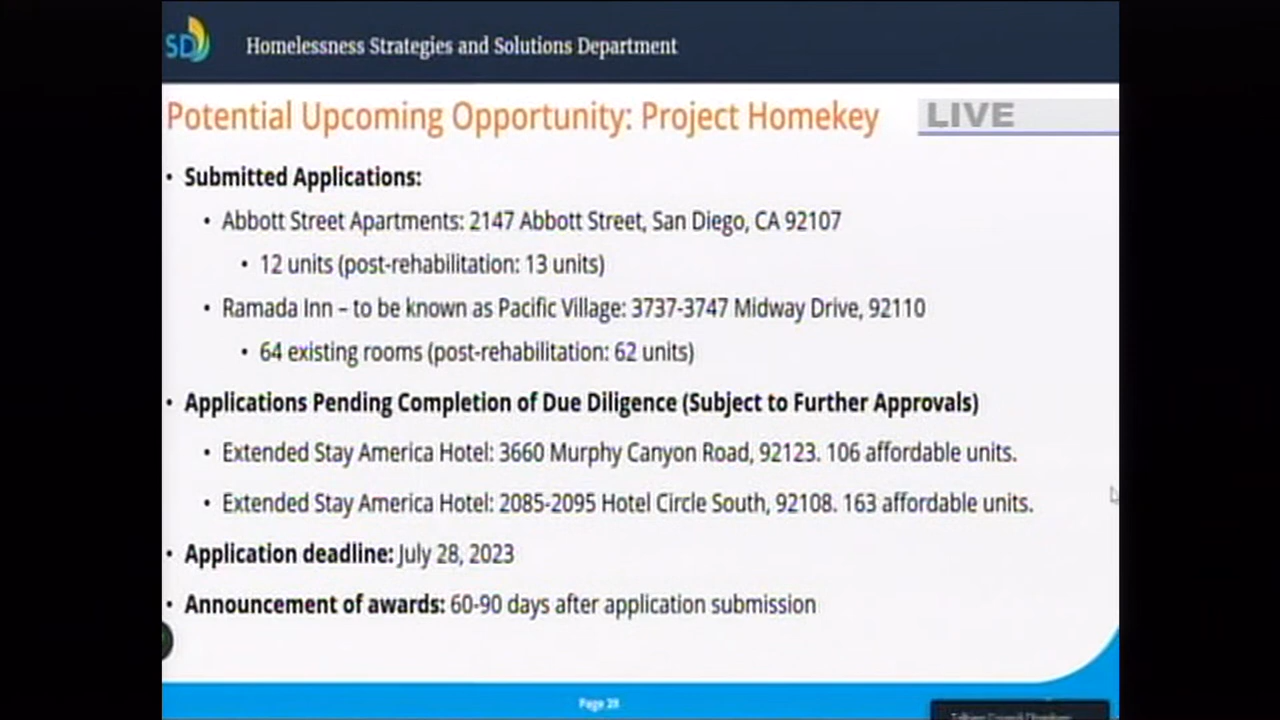 SD
Homelessness Strategies and Solutions Department
Potential Upcoming Opportunity: Project Homekey
LIVE
• Submitted Applications:
• Abbott Street Apartments: 2147 Abbott Street, San Diego, CA 92107
• 12 units (post-rehabilitation: 13 units)
• Ramada Inn – to be known as Pacific Village: 3737-3747 Midway Drive, 92110
• 64 existing rooms (post-rehabilitation: 62 units)
• Applications Pending Completion of Due Diligence (Subject to Further Approvals)
• Extended Stay America Hotel: 3660 Murphy Canyon Road, 92123. 106 affordable units.
• Extended Stay America Hotel: 2085-2095 Hotel Circle South, 92108. 163 affordable units.
• Application deadline: July 28, 2023
• Announcement of awards: 60-90 days after application submission
Page